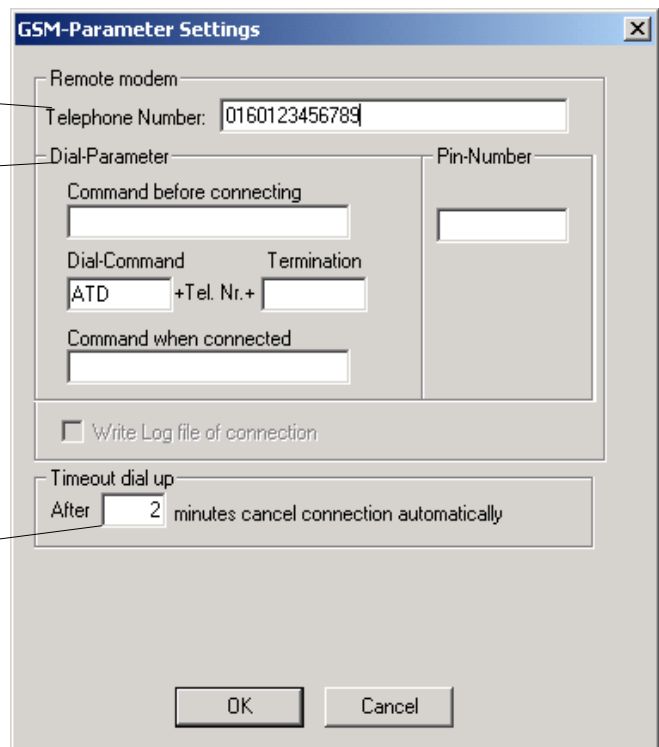 GSM-Parameter Settings
Remote modem
Telephone Number: 0160123456789
Dial-Parameter
Pin-Number
Command before connecting
Dial-Command Termination
ATD +Tel. Nr.+
Command when connected
Write Log file of connection
Timeout dial up
After 2 minutes cancel connection automatically
OK Cancel